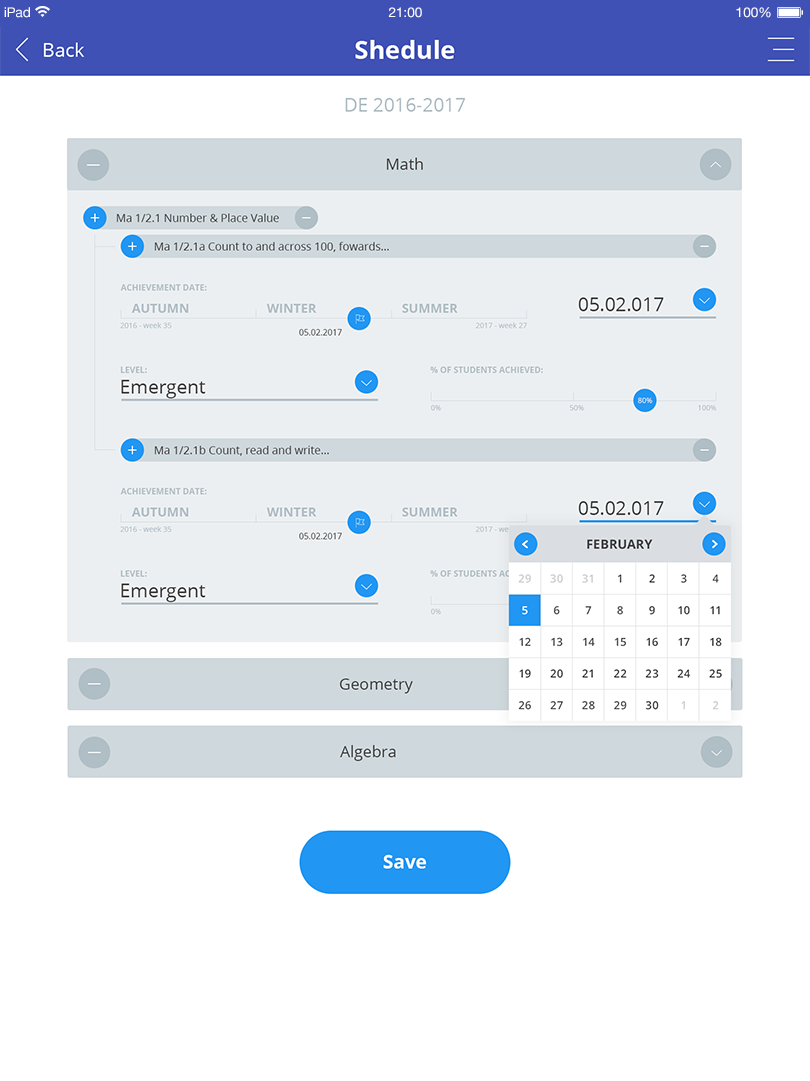 iPad 21:00 100%
Back Shedule
DE 2016-2017
Math
Ma 1/2.1 Number & Place Value
Ma 1/2.1a Count to and across 100, fowards...
ACHIEVEMENT DATE:
AUTUMN WINTER SUMMER 05.02.017
2016 - week 35 2017 - week 27
05.02.2017
LEVEL: % OF STUDENTS ACHIEVED:
Emergent
80%
0% 50% 100%
Ma 1/2.1b Count, read and write...
ACHIEVEMENT DATE:
AUTUMN WINTER SUMMER 05.02.017
2016 - week 35 2017 - we
05.02.2017
FEBRUARY
LEVEL: % OF STUDENTS AC
Emergent
0%
29 30 31 1 2 3 4
5 6 7 8 9 10 11
12 13 14 15 16 17 18
19 20 21 22 23 24 25
26 27 28 29 30 1 2
Geometry
Algebra
Save